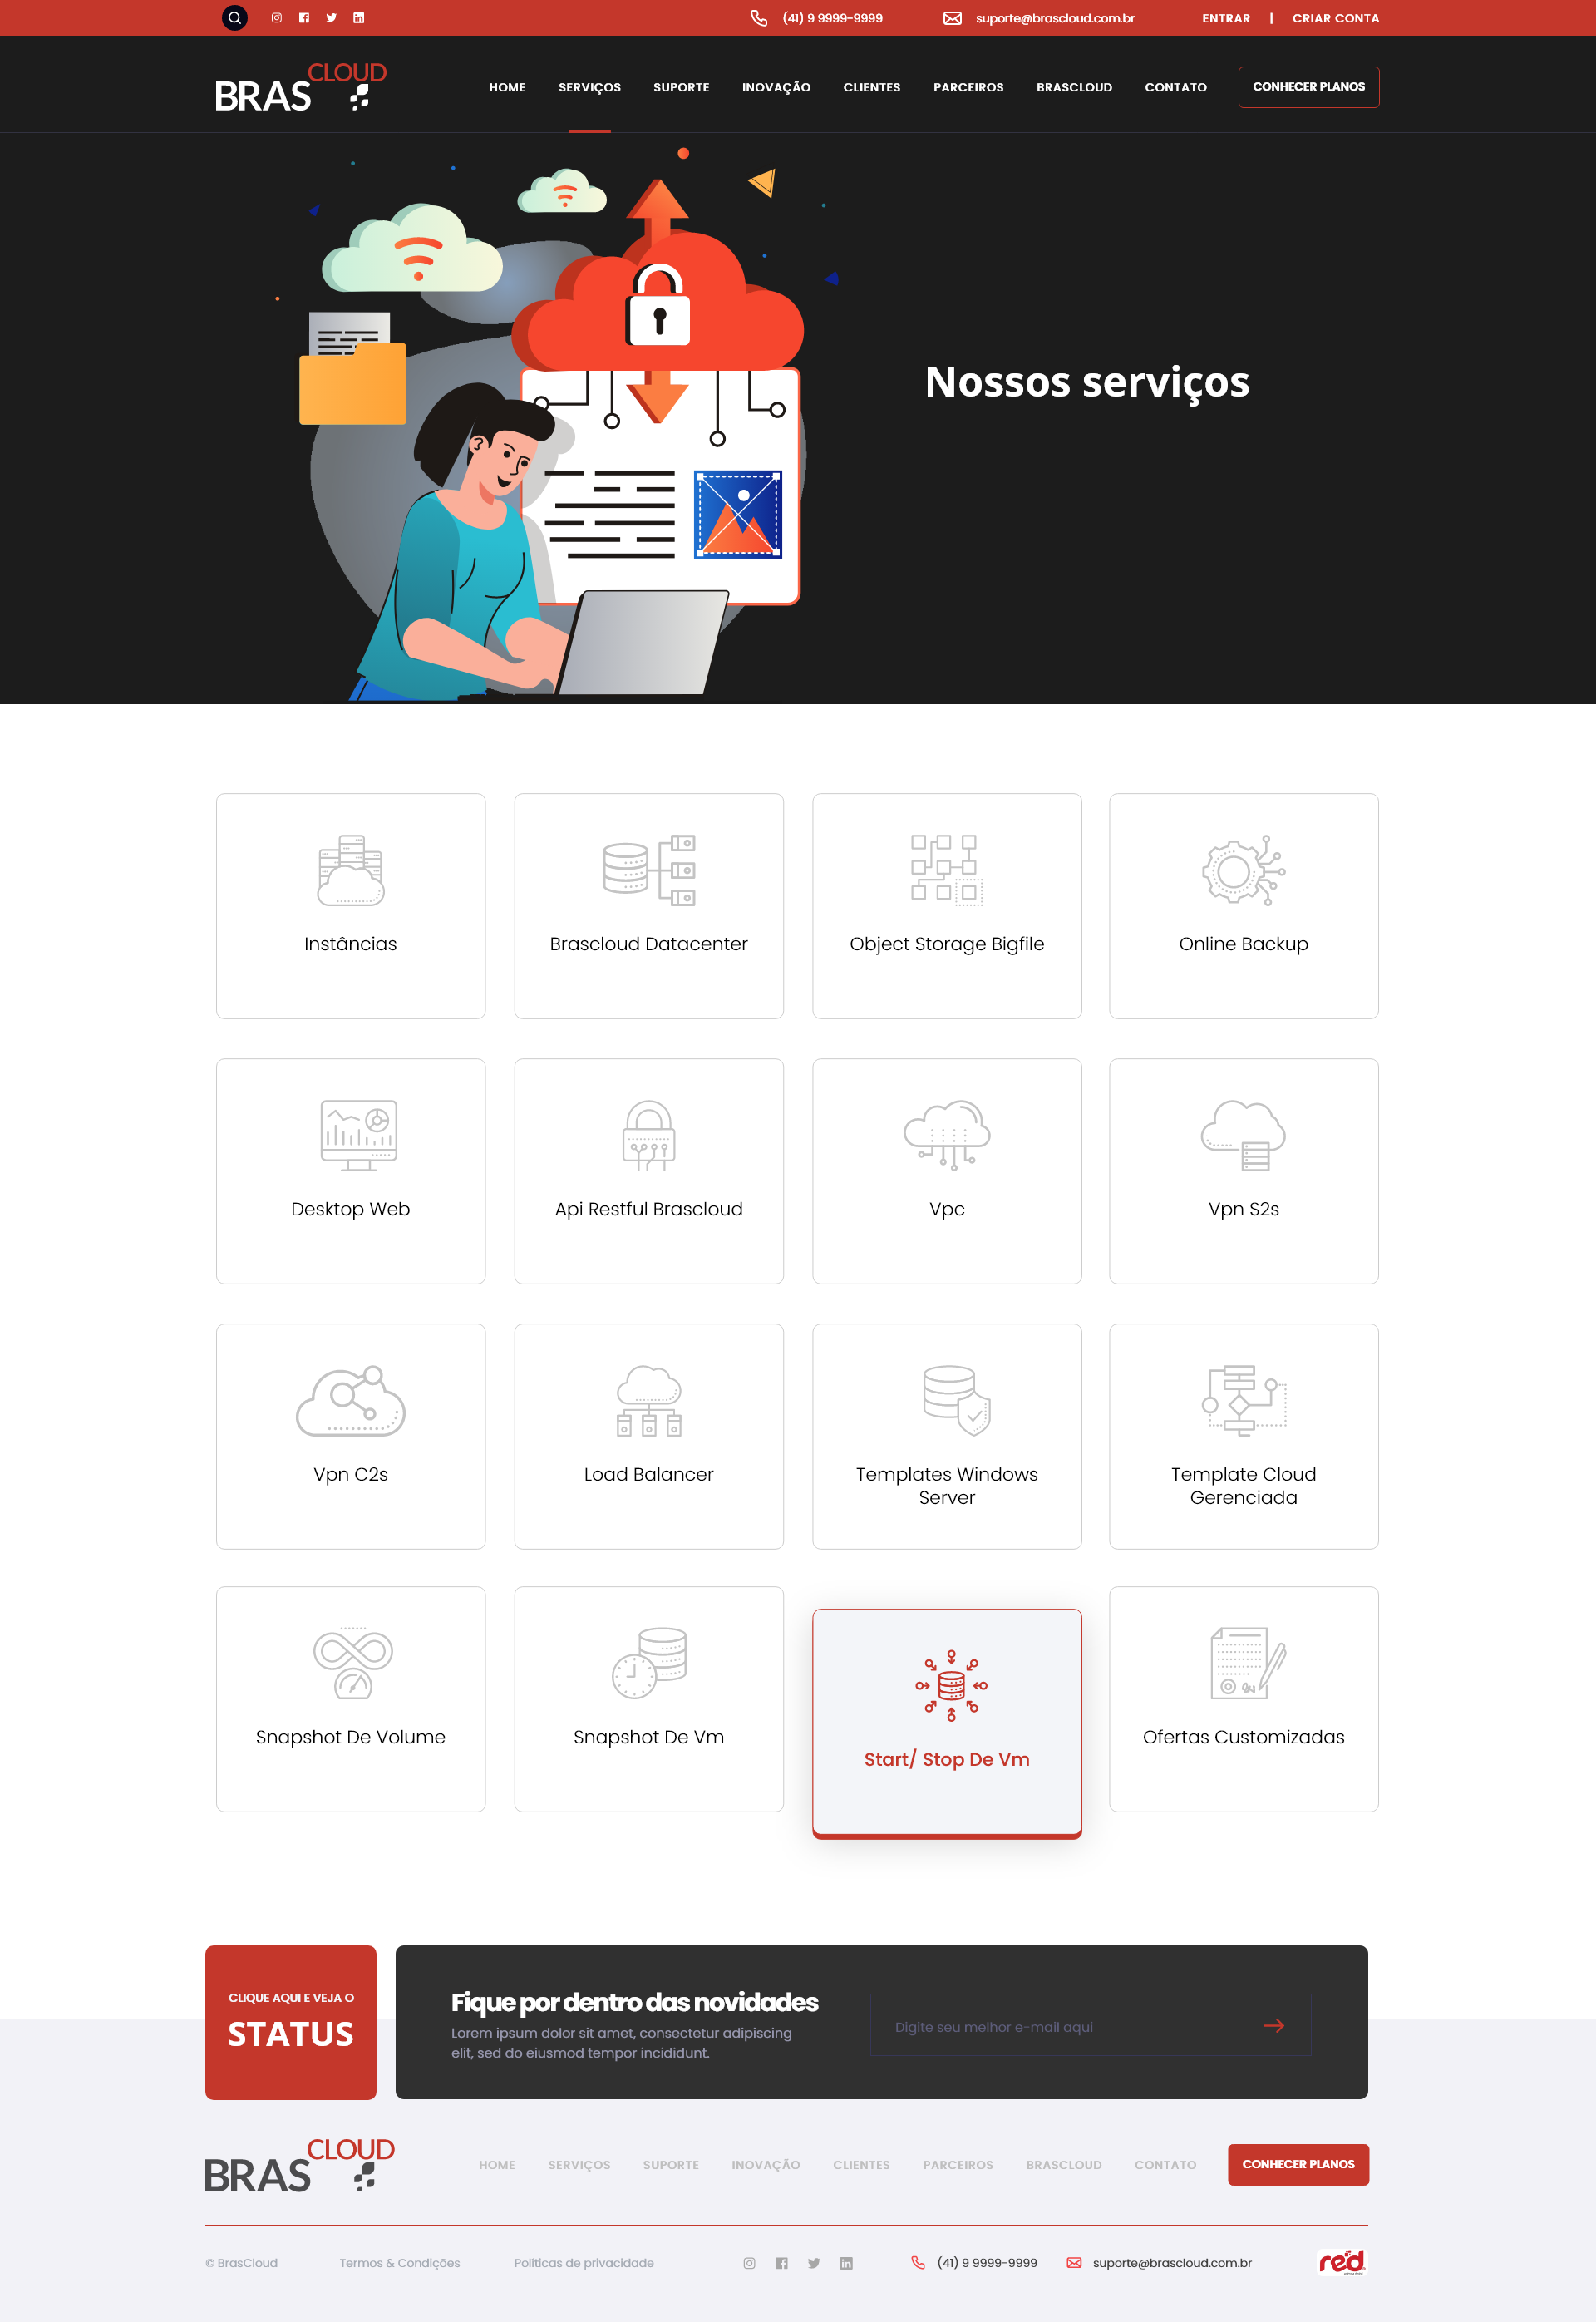 (41) 9 9999-9999
suporte@brascloud.com.br
ENTRAR | CRIAR CONTA
BRAS CLOUD
HOME SERVIÇOS SUPORTE INOVAÇÃO CLIENTES PARCEIROS BRASCLOUD CONTATO CONHECER PLANOS
Nossos serviços
Instâncias
Brascloud Datacenter
Object Storage Bigfile
Online Backup
Desktop Web
Api Restful Brascloud
Vpc
Vpn S2s
Vpn C2s
Load Balancer
Templates Windows
Server
Template Cloud
Gerenciada
Snapshot De Volume
Snapshot De Vm
Start/ Stop De Vm
Ofertas Customizadas
CLIQUE AQUI E VEJA O
STATUS
Fique por dentro das novidades
Lorem ipsum dolor sit amet, consectetur adipiscing
elit, sed do eiusmod tempor incididunt.
Digite seu melhor e-mail aqui
BRAS CLOUD
HOME SERVIÇOS SUPORTE INOVAÇÃO CLIENTES PARCEIROS BRASCLOUD CONTATO CONHECER PLANOS
© BrasCloud
Termos & Condições
Políticas de privacidade
(41) 9 9999-9999
suporte@brascloud.com.br
red